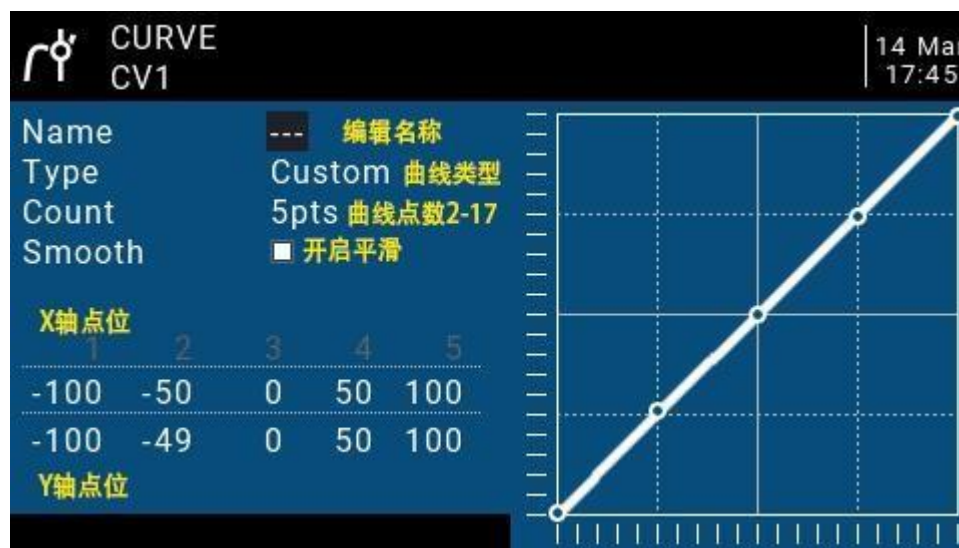 CURVE
CV1
14 Mar
17:45
Name --- 编辑名称
Type Custom 曲线类型
Count 5pts 曲线点数2-17
Smooth 开启平滑
X轴点位
1 2 3 4 5
-100 -50 0 50 100
-100 -49 0 50 100
Y轴点位